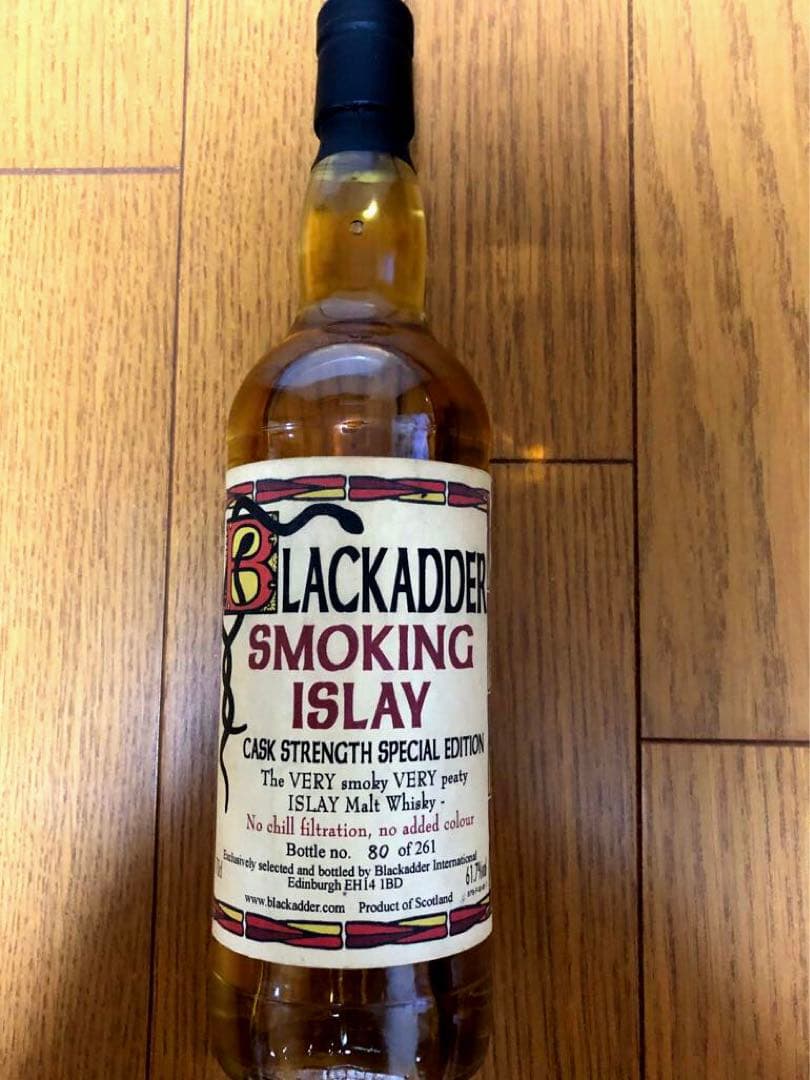 BLACKADDER
SMOKING
ISLAY
CASK STRENGTH SPECIAL EDITION
The VERY smoky VERY peaty
ISLAY Malt Whisky -
No chill filtration, no added colour
Bottle no. 80 of 261
Exclusively selected and bottled by Blackadder International
Edinburgh EH14 1BD
61.7%
www.blackadder.com Product of Scotland